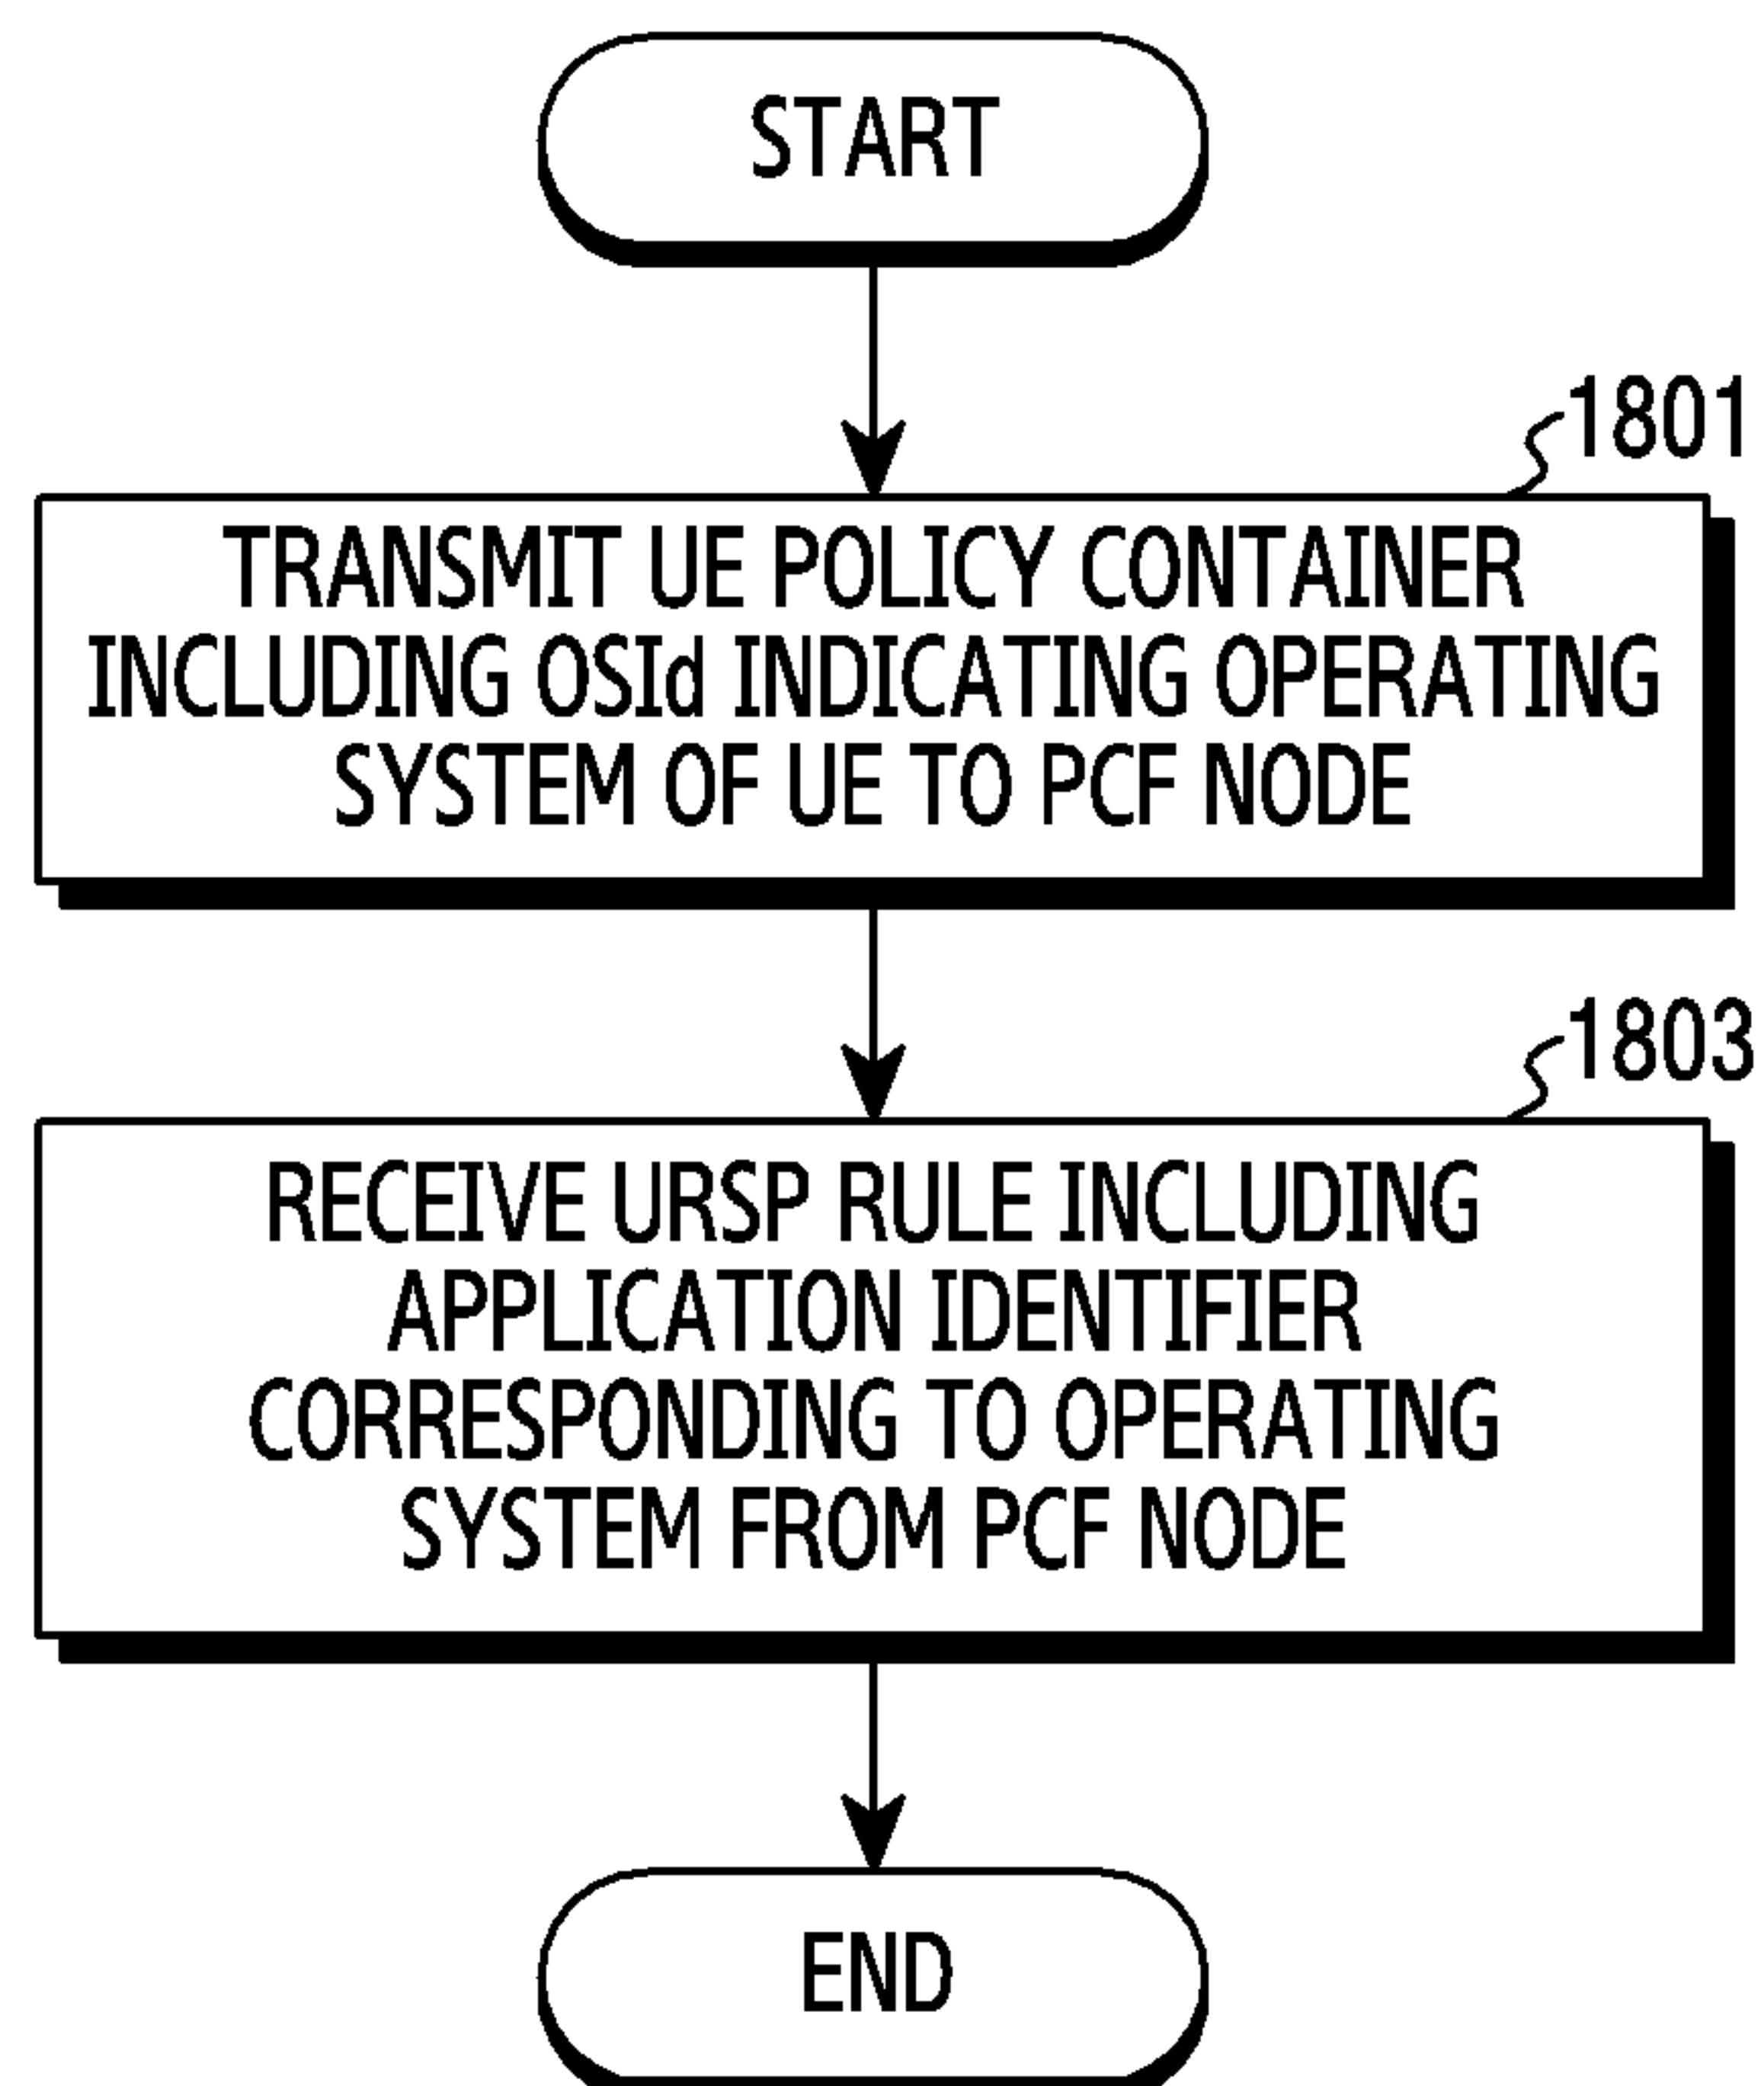 START
1801
TRANSMIT UE POLICY CONTAINER
INCLUDING OSId INDICATING OPERATING
SYSTEM OF UE TO PCF NODE
1803
RECEIVE URSP RULE INCLUDING
APPLICATION IDENTIFIER
CORRESPONDING TO OPERATING
SYSTEM FROM PCF NODE
END